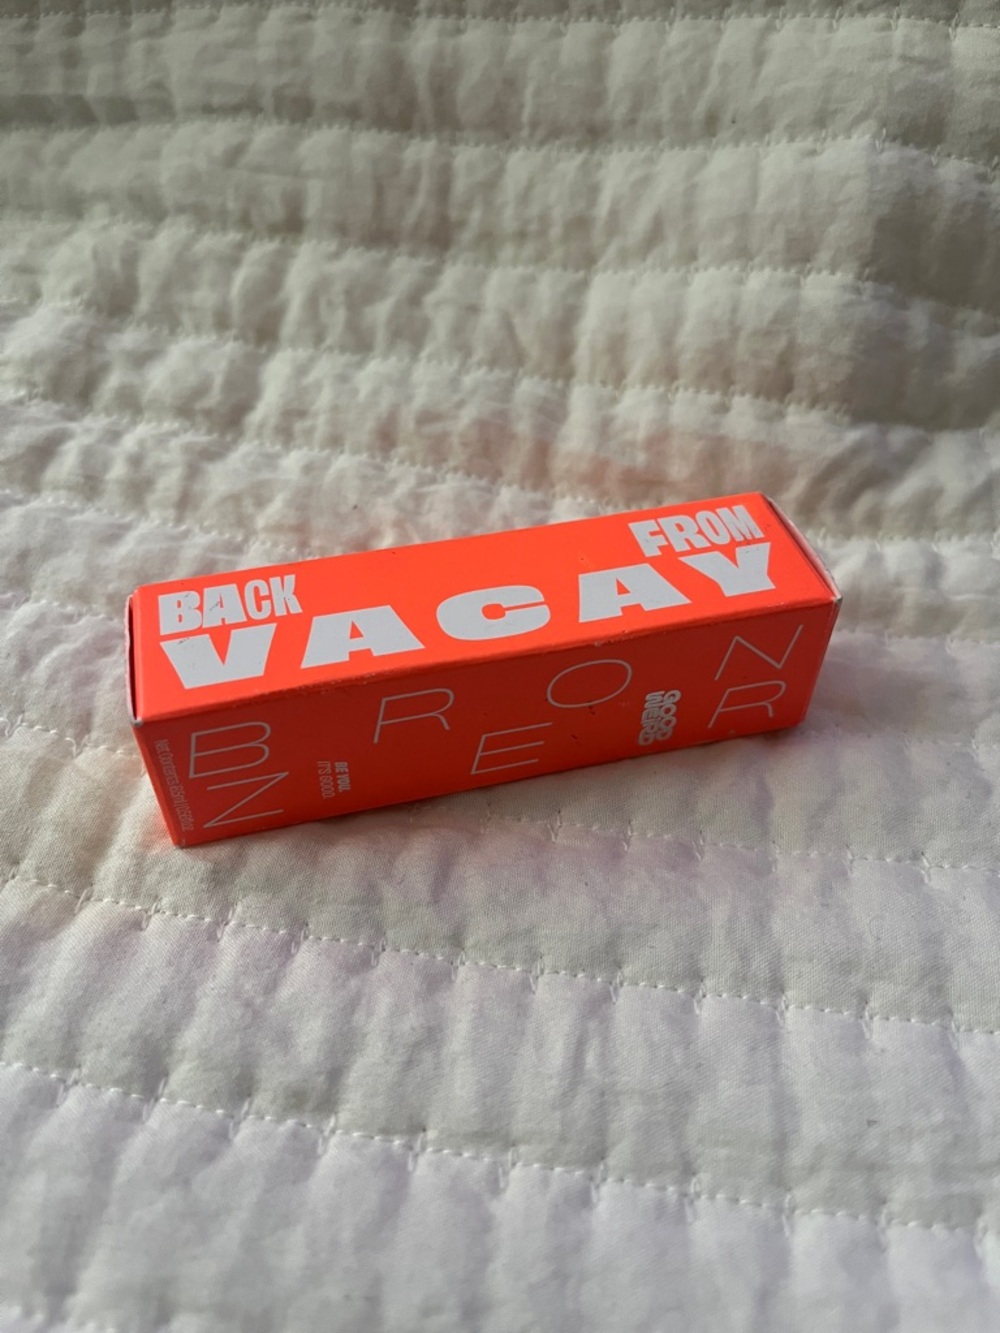 BACK FROM
VACAY
B R O N
Z E R
BE YOU.
IT'S GOOD!
GOOD
WEIRD